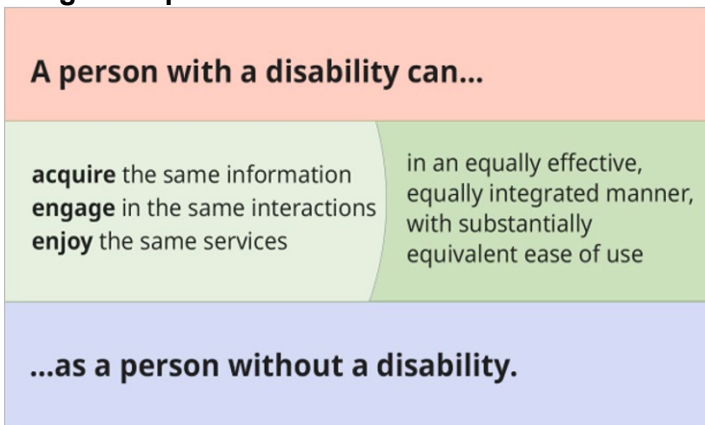 A person with a disability can...
acquire the same information
engage in the same interactions
enjoy the same services
in an equally effective,
equally integrated manner,
with substantially
equivalent ease of use
...as a person without a disability.